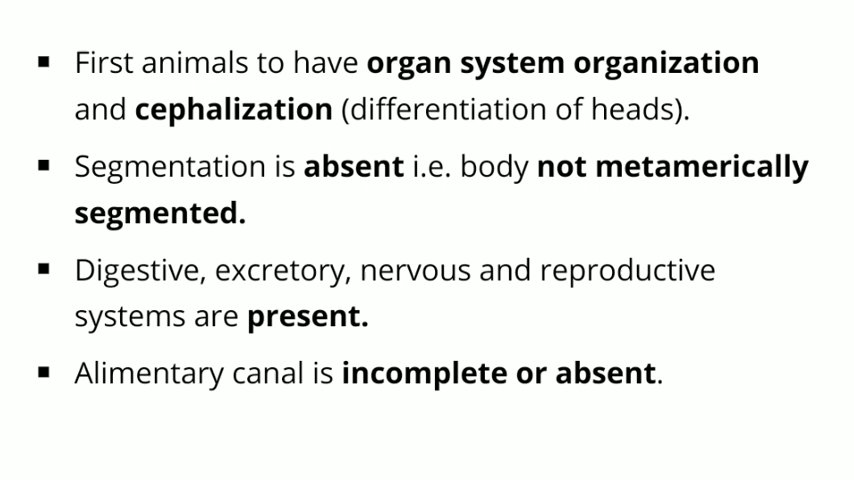 ▪ First animals to have organ system organization
and cephalization (differentiation of heads).
▪ Segmentation is absent i.e. body not metamerically
segmented.
▪ Digestive, excretory, nervous and reproductive
systems are present.
▪ Alimentary canal is incomplete or absent.